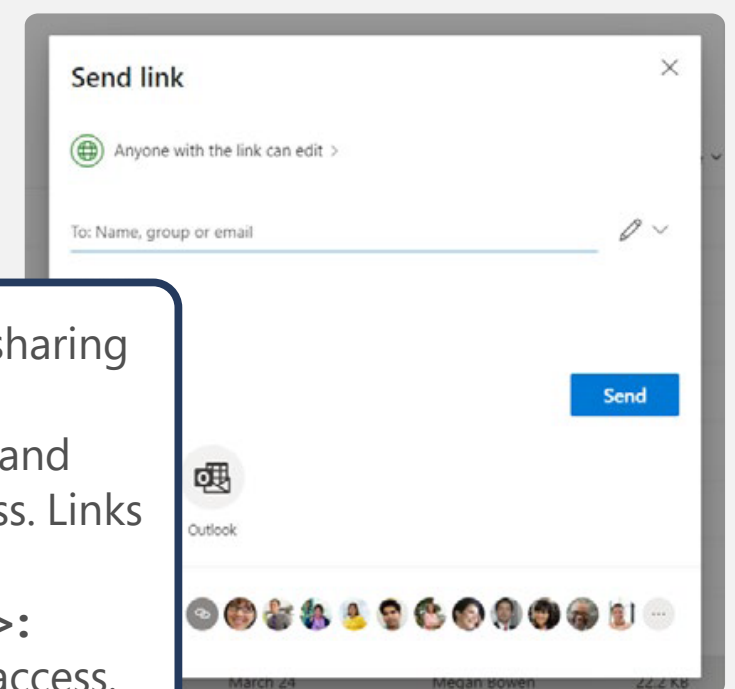 Send link
Anyone with the link can edit >
To: Name, group or email
sharing
Send
and
ss. Links
Outlook
>:
access.
March 24 Megan Bowen 22.2 KB